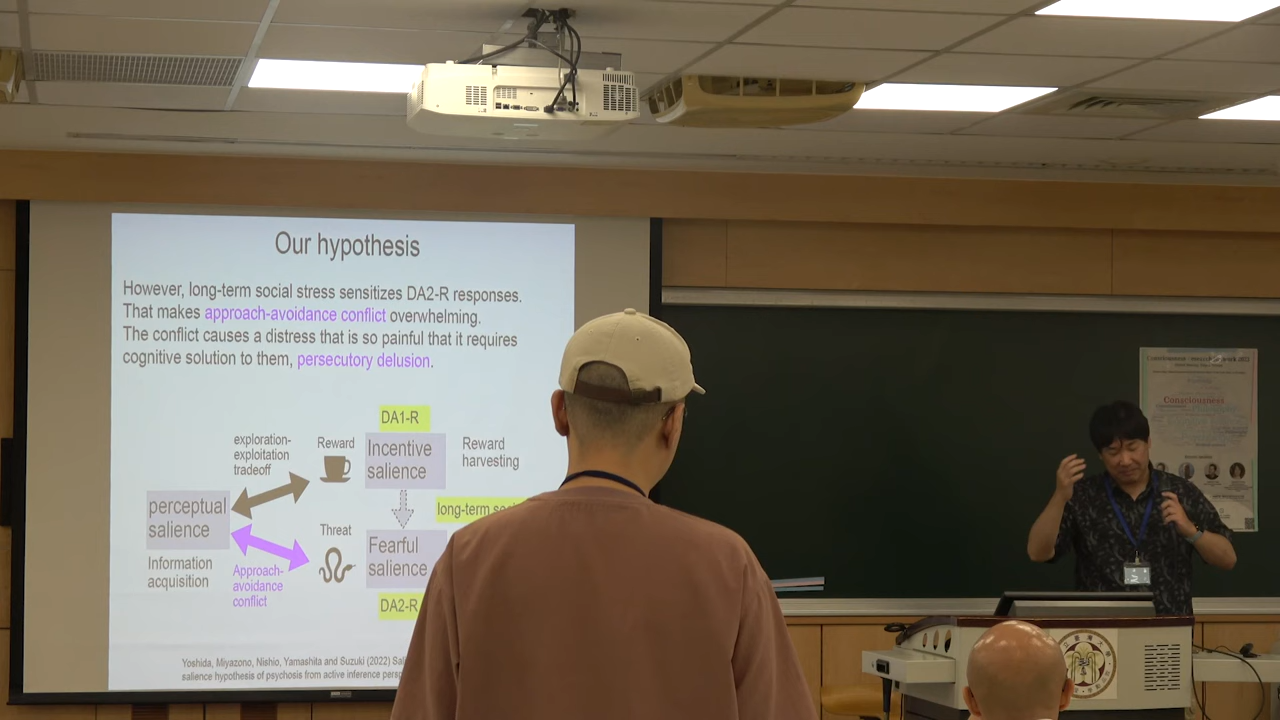 Our hypothesis
However, long-term social stress sensitizes DA2-R responses.
That makes approach-avoidance conflict overwhelming.
The conflict causes a distress that is so painful that it requires
cognitive solution to them, persecutory delusion.
DA1-R
exploration-
exploitation
tradeoff
Reward
Incentive
salience
Reward
harvesting
perceptual
salience
long-term
Threat
Fearful
salience
Information
acquisition
Approach-
avoidance
conflict
DA2-R
Yoshida, Miyazono, Nishio, Yamashita and Suzuki (2022)
salience hypothesis of psychosis from active inference
Consciousness